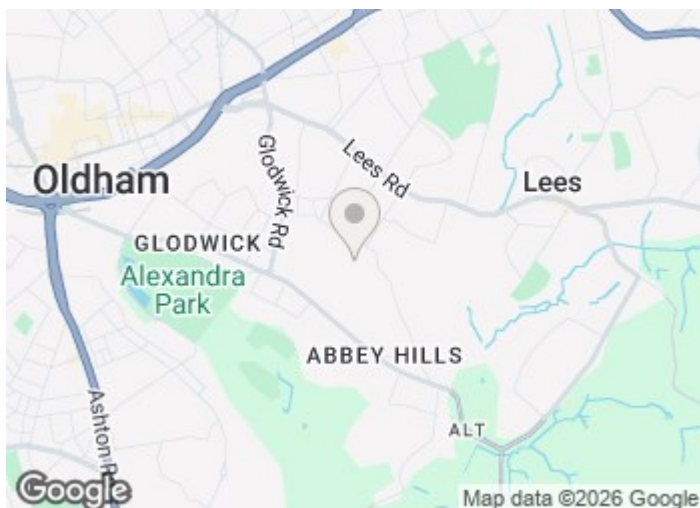 Lees Rd
Glodwick Rd
Oldham
Lees
GLODWICK
Alexandra
Park
ABBEY HILLS
Ashton R
ALT
Google
Map data ©2026 Google